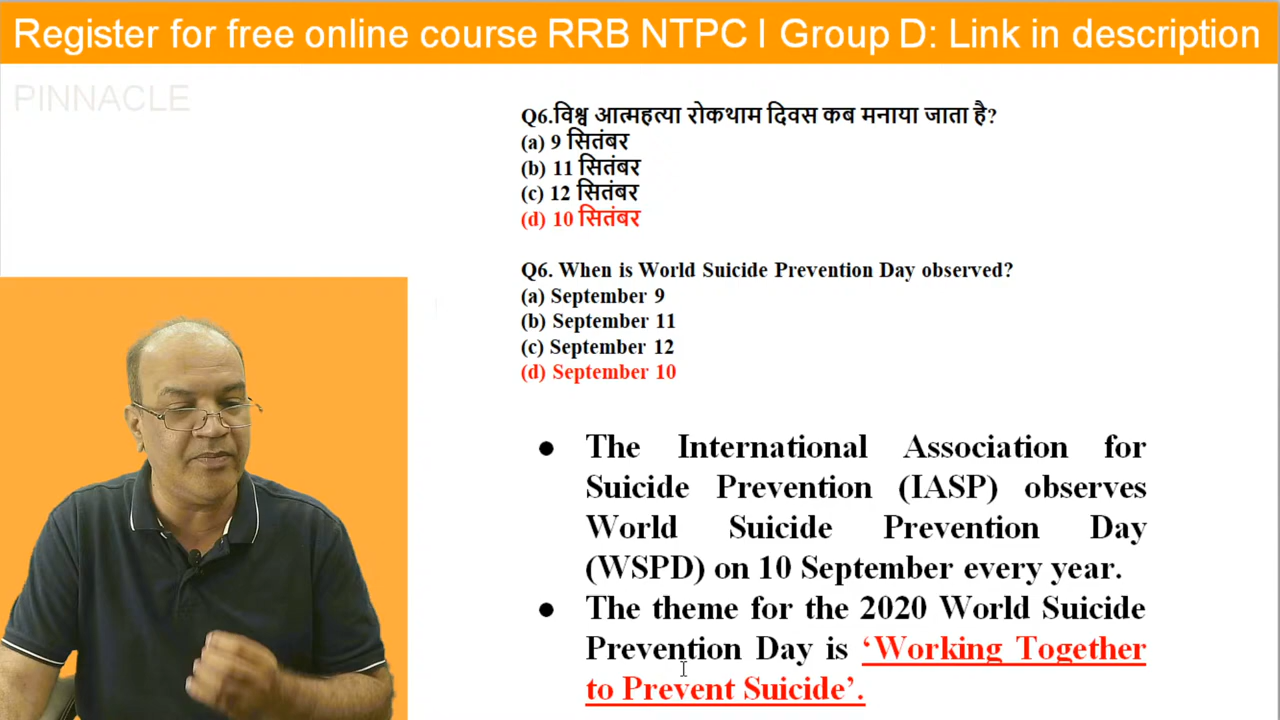 Register for free online course RRB NTPC I Group D: Link in description
PINNACLE
Q6.विश्व आत्महत्या रोकथाम दिवस कब मनाया जाता है?
(a) 9 सितंबर
(b) 11 सितंबर
(c) 12 सितंबर
(d) 10 सितंबर
Q6. When is World Suicide Prevention Day observed?
(a) September 9
(b) September 11
(c) September 12
(d) September 10
● The International Association for
Suicide Prevention (IASP) observes
World Suicide Prevention Day
(WSPD) on 10 September every year.
● The theme for the 2020 World Suicide
Prevention Day is ‘Working Together
to Prevent Suicide’.